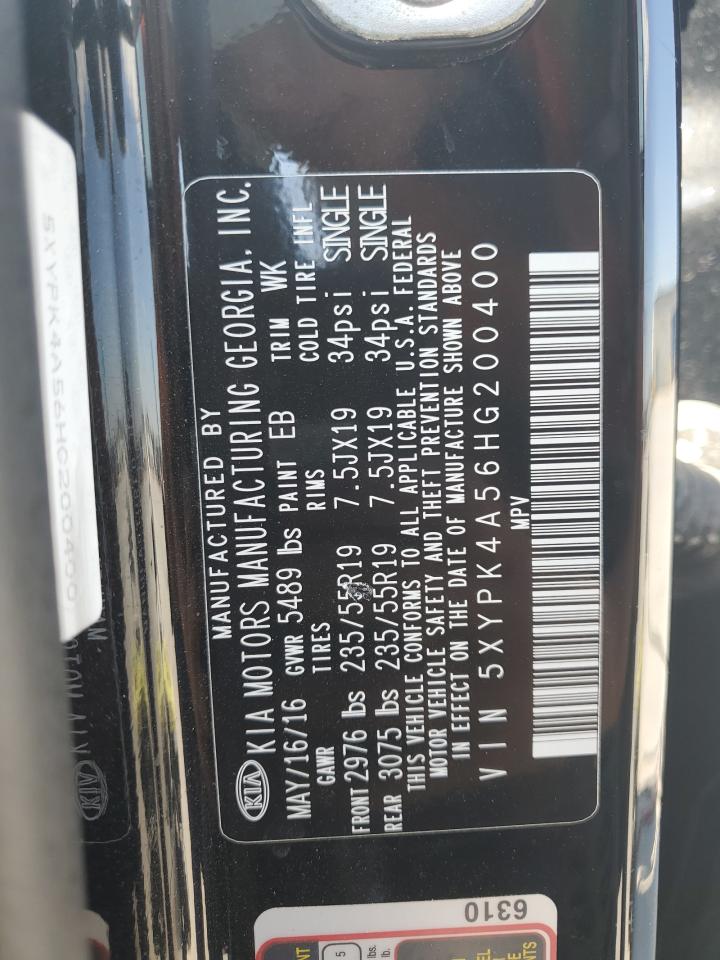 MANUFACTURED BY
KIA KIA MOTORS MANUFACTURING GEORGIA, INC.
MAY/16/16 GVWR 5489 lbs PAINT EB TRIM WK
GAWR TIRES RIMS COLD TIRE INFL
FRONT 2976 lbs 235/55R19 7.5JX19 34psi SINGLE
REAR 3075 lbs 235/55R19 7.5JX19 34psi SINGLE
THIS VEHICLE CONFORMS TO ALL APPLICABLE U.S.A. FEDERAL
MOTOR VEHICLE SAFETY AND THEFT PREVENTION STANDARDS
IN EFFECT ON THE DATE OF MANUFACTURE SHOWN ABOVE
VIN 5XYPK4A56HG200400
MPV
5XYPK4A56HG200400
6310
5
lbs.
lb.